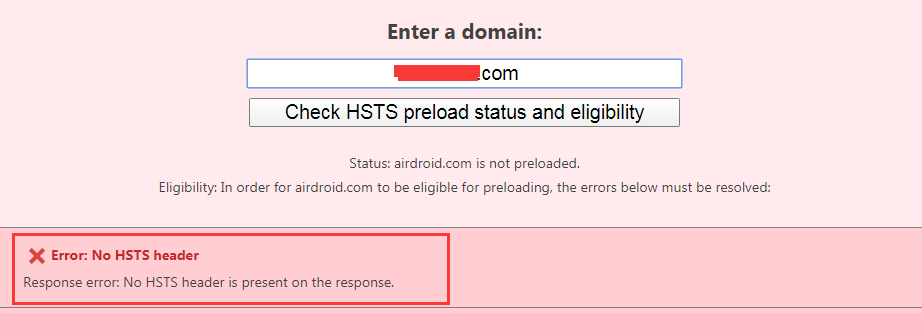 Enter a domain:
.com
Check HSTS preload status and eligibility
Status: airdroid.com is not preloaded.
Eligibility: In order for airdroid.com to be eligible for preloading, the errors below must be resolved:
Error: No HSTS header
Response error: No HSTS header is present on the response.